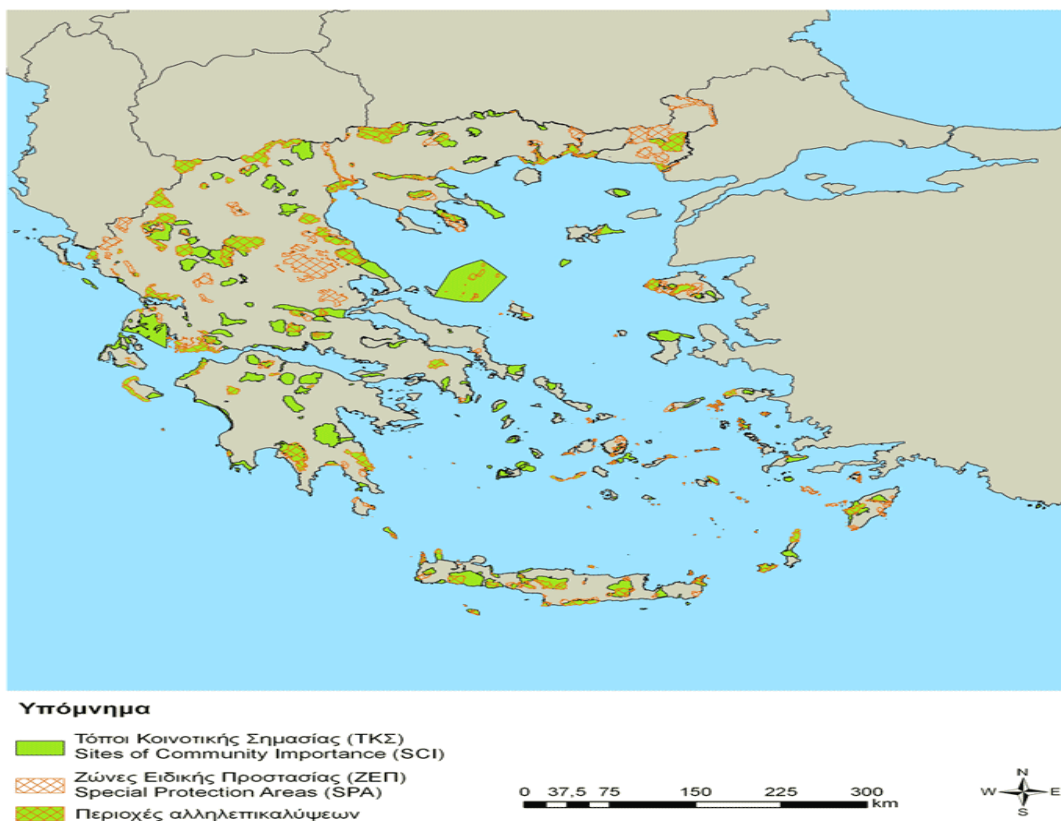 Υπόμνημα
Τόποι Κοινοτικής Σημασίας (ΤΚΣ)
Sites of Community Importance (SCI)
Ζώνες Ειδικής Προστασίας (ΖΕΠ)
Special Protection Areas (SPA)
Περιοχές αλληλεπικαλύψεων
0 37,5 75 150 225 300
km
N
W E
S